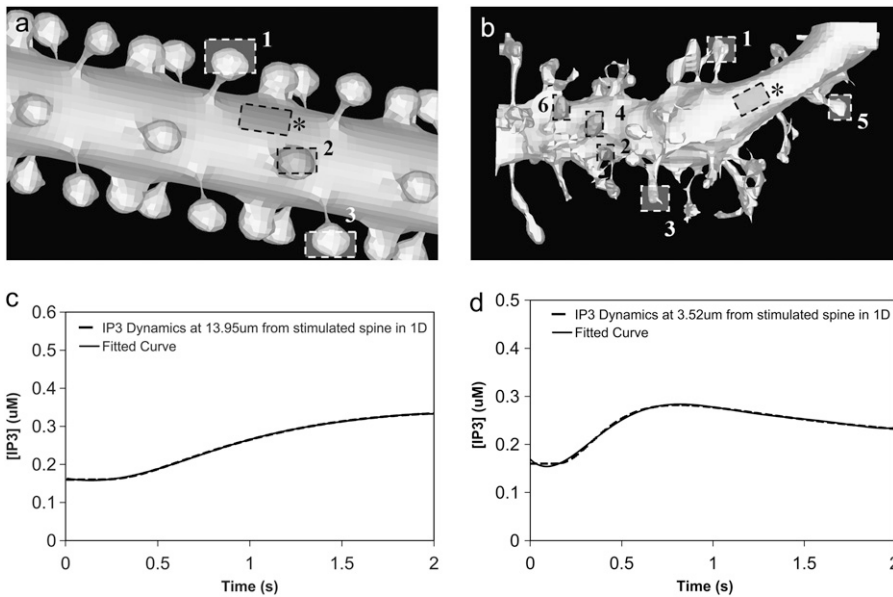 a
1
*
2
3
b
1
6
4
*
2
5
3
c
0.6
IP3 Dynamics at 13.95um from stimulated spine in 1D
Fitted Curve
0.5
0.4
[IP3] (uM)
0.3
0.2
0.1
0
0 0.5 1 1.5 2
Time (s)
d
0.5
IP3 Dynamics at 3.52um from stimulated spine in 1D
Fitted Curve
0.4
[IP3] (uM)
0.3
0.2
0.1
0
0 0.5 1 1.5 2
Time (s)